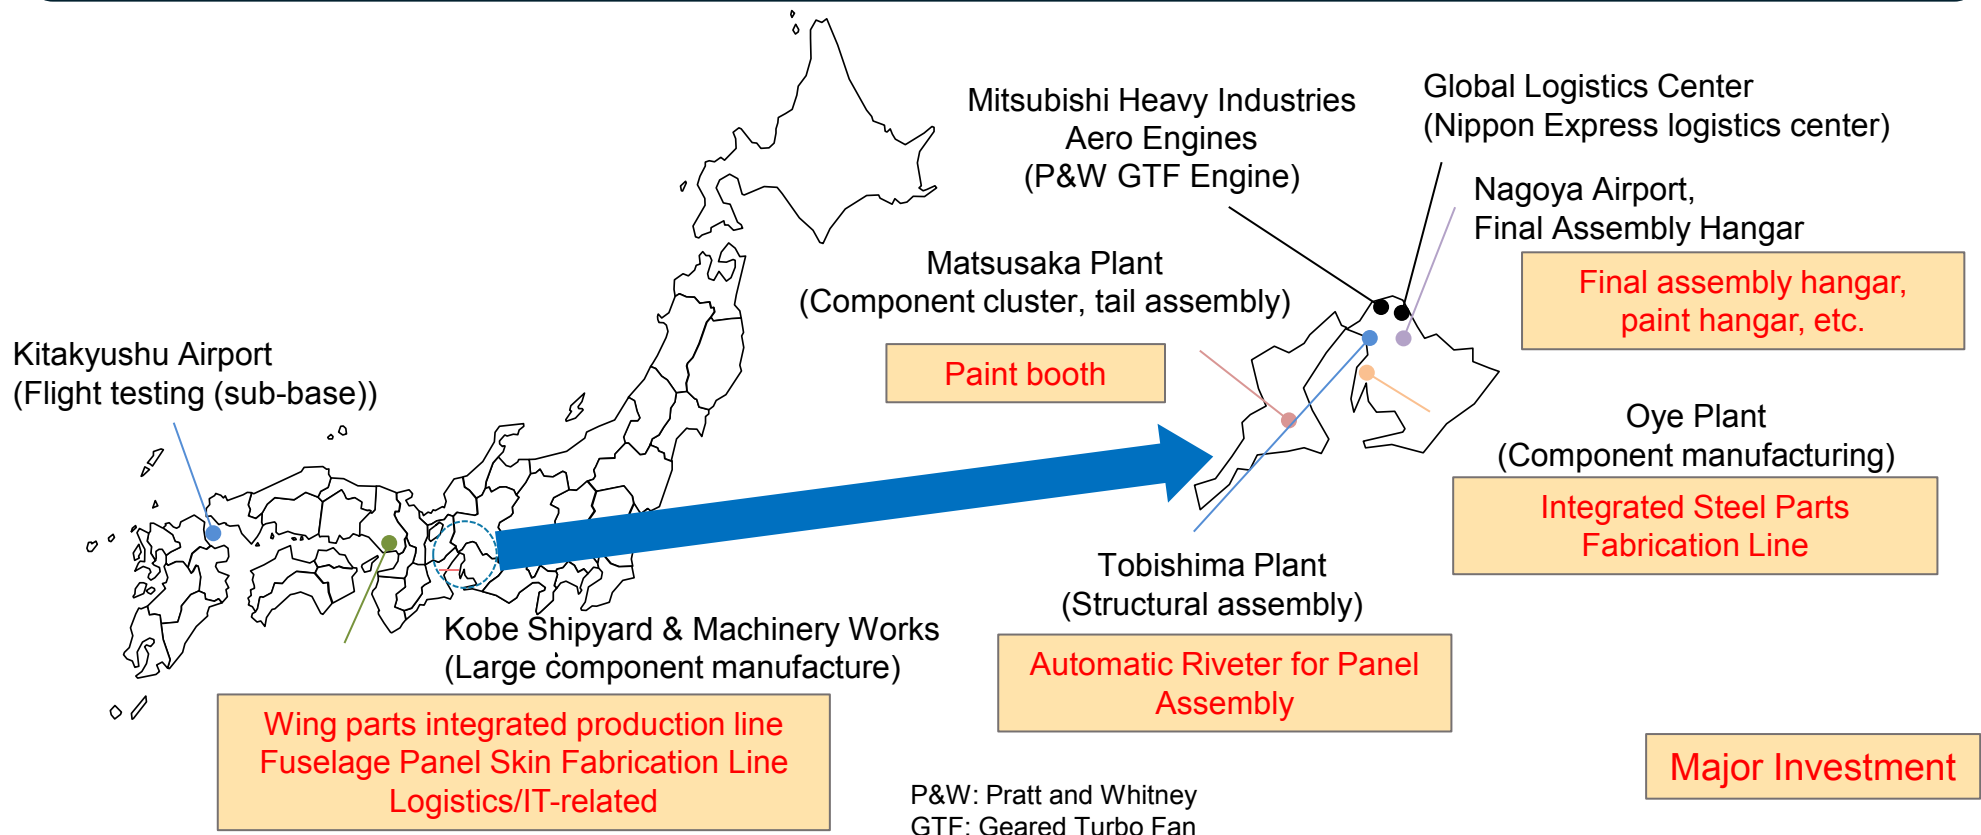 Mitsubishi Heavy Industries
Aero Engines
(P&W GTF Engine)
Global Logistics Center
(Nippon Express logistics center)
Nagoya Airport,
Final Assembly Hangar
Final assembly hangar,
paint hangar, etc.
Matsusaka Plant
(Component cluster, tail assembly)
Paint booth
Kitakyushu Airport
(Flight testing (sub-base))
Oye Plant
(Component manufacturing)
Integrated Steel Parts
Fabrication Line
Tobishima Plant
(Structural assembly)
Automatic Riveter for Panel
Assembly
Kobe Shipyard & Machinery Works
(Large component manufacture)
Wing parts integrated production line
Fuselage Panel Skin Fabrication Line
Logistics/IT-related
Major Investment
P&W: Pratt and Whitney
GTF: Geared Turbo Fan